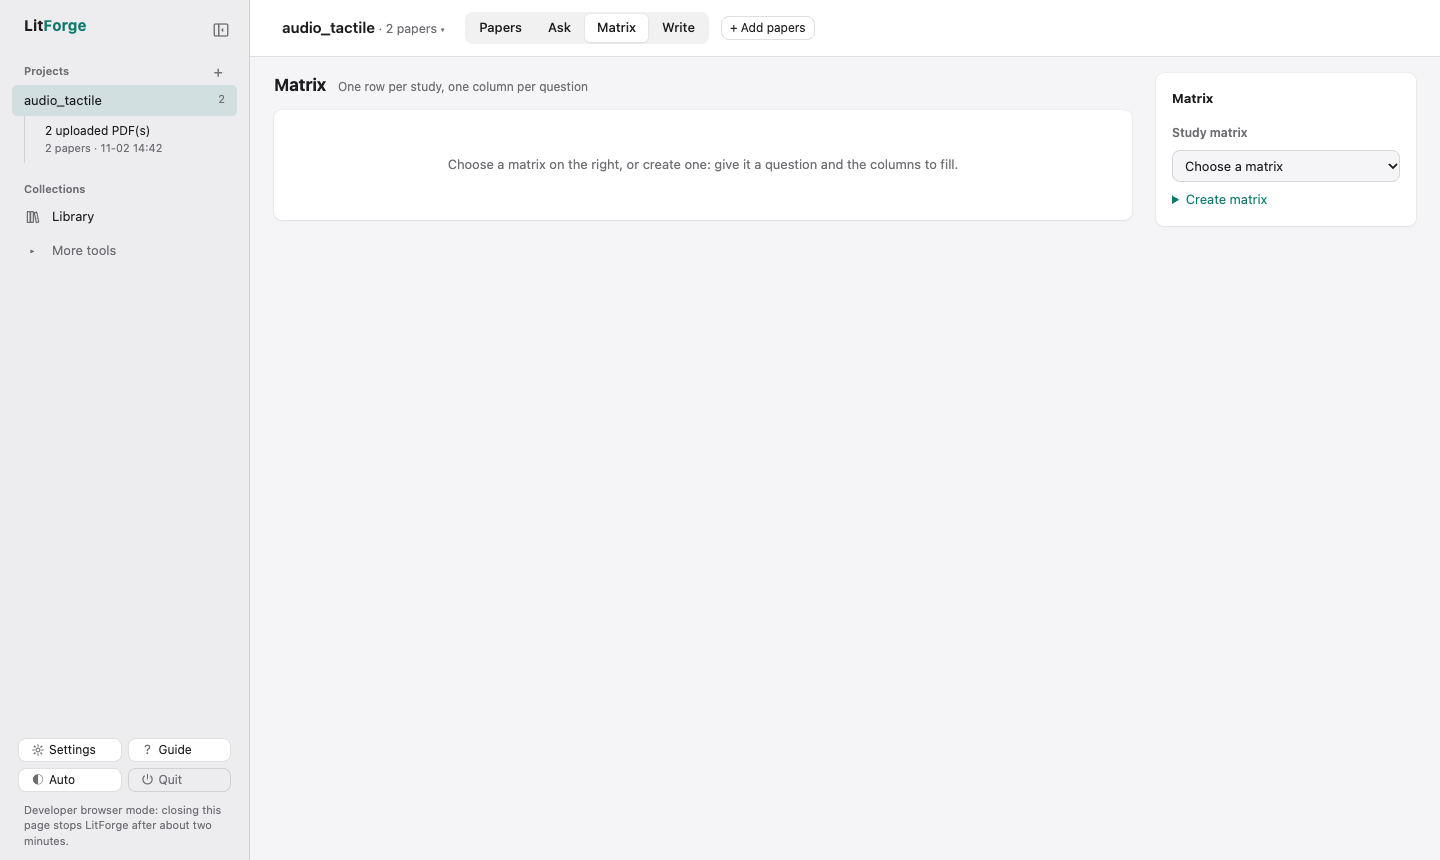 LitForge
Projects
+
audio_tactile
2
2 uploaded PDF(s)
2 papers · 11-02 14:42
Collections
Library
More tools
Settings
? Guide
Auto
Quit
Developer browser mode: closing this
page stops LitForge after about two
minutes.
audio_tactile · 2 papers
Papers
Ask
Matrix
Write
+ Add papers
Matrix
One row per study, one column per question
Choose a matrix on the right, or create one: give it a question and the columns to fill.
Matrix
Study matrix
Choose a matrix
Create matrix